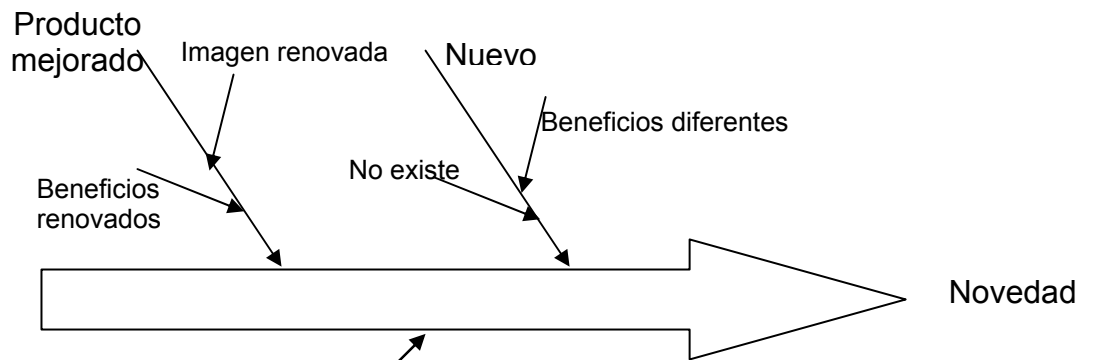 Producto
mejorado
Imagen renovada
Nuevo
Beneficios diferentes
No existe
Beneficios
renovados
Novedad